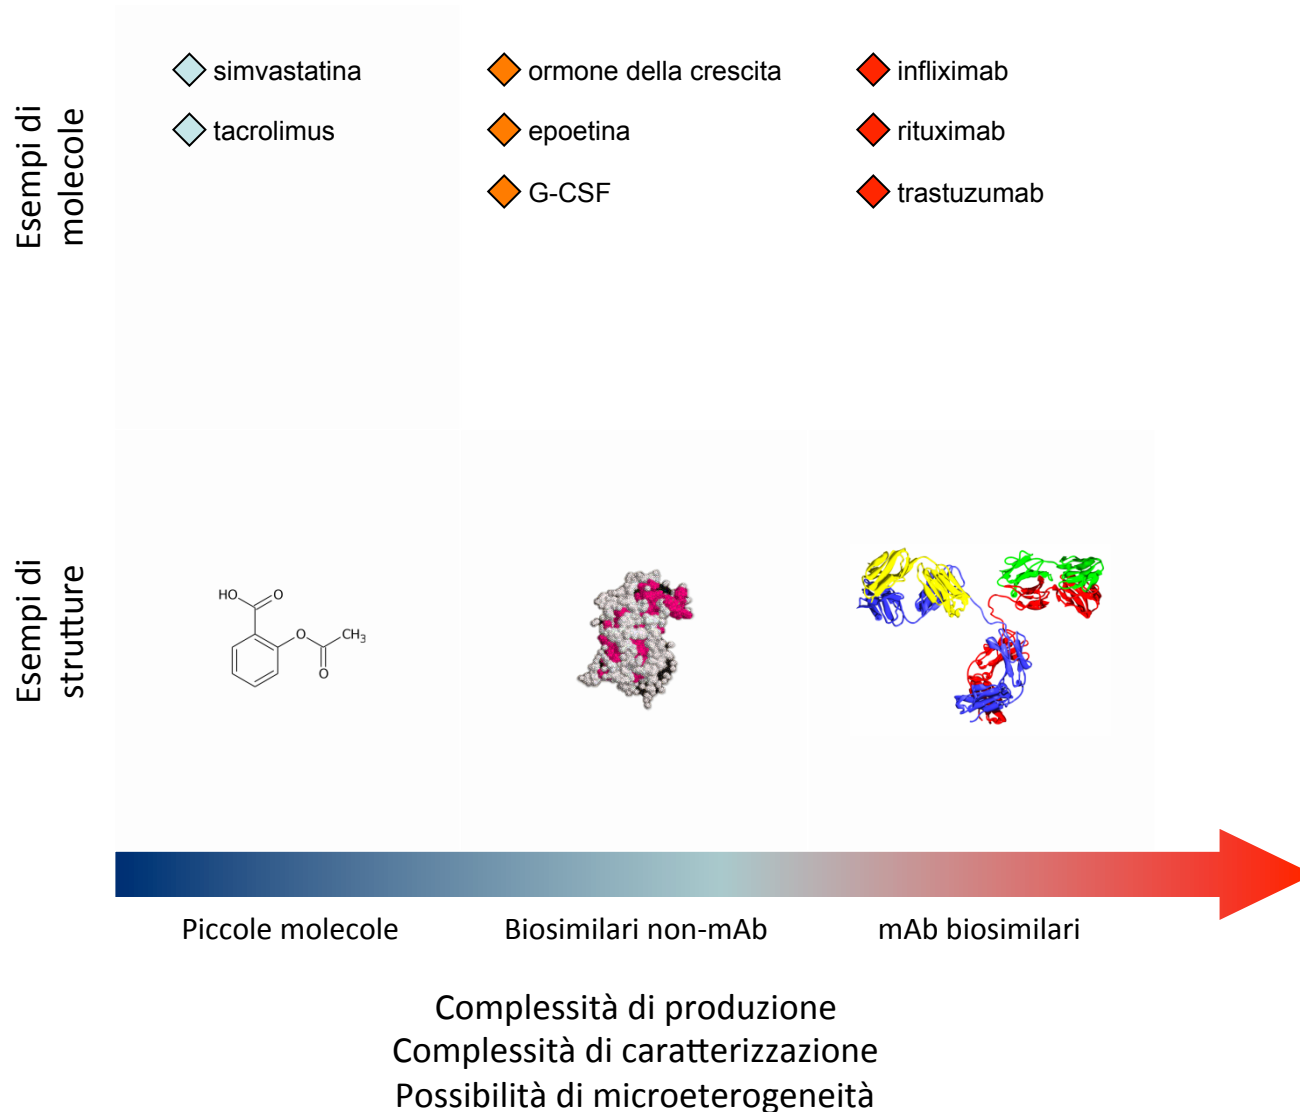 Esempi di
molecole
simvastatina
tacrolimus
ormone della crescita
epoetina
G-CSF
infliximab
rituximab
trastuzumab
Esempi di
strutture
HO
O
O
O
CH3
Piccole molecole
Biosimilari non-mAb
mAb biosimilari
Complessità di produzione
Complessità di caratterizzazione
Possibilità di microeterogeneità